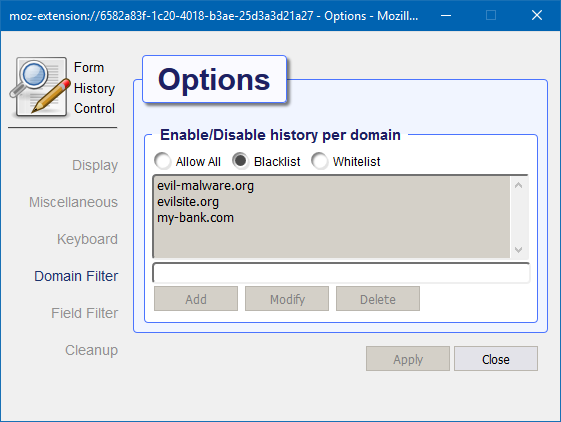 moz-extension://6582a83f-1c20-4018-b3ae-25d3a3d21a27 - Options - Mozill...
Form
History
Control
Options
Display
Miscellaneous
Keyboard
Domain Filter
Field Filter
Cleanup
Enable/Disable history per domain
Allow All Blacklist Whitelist
evil-malware.org
evilsite.org
my-bank.com
Add Modify Delete
Apply Close